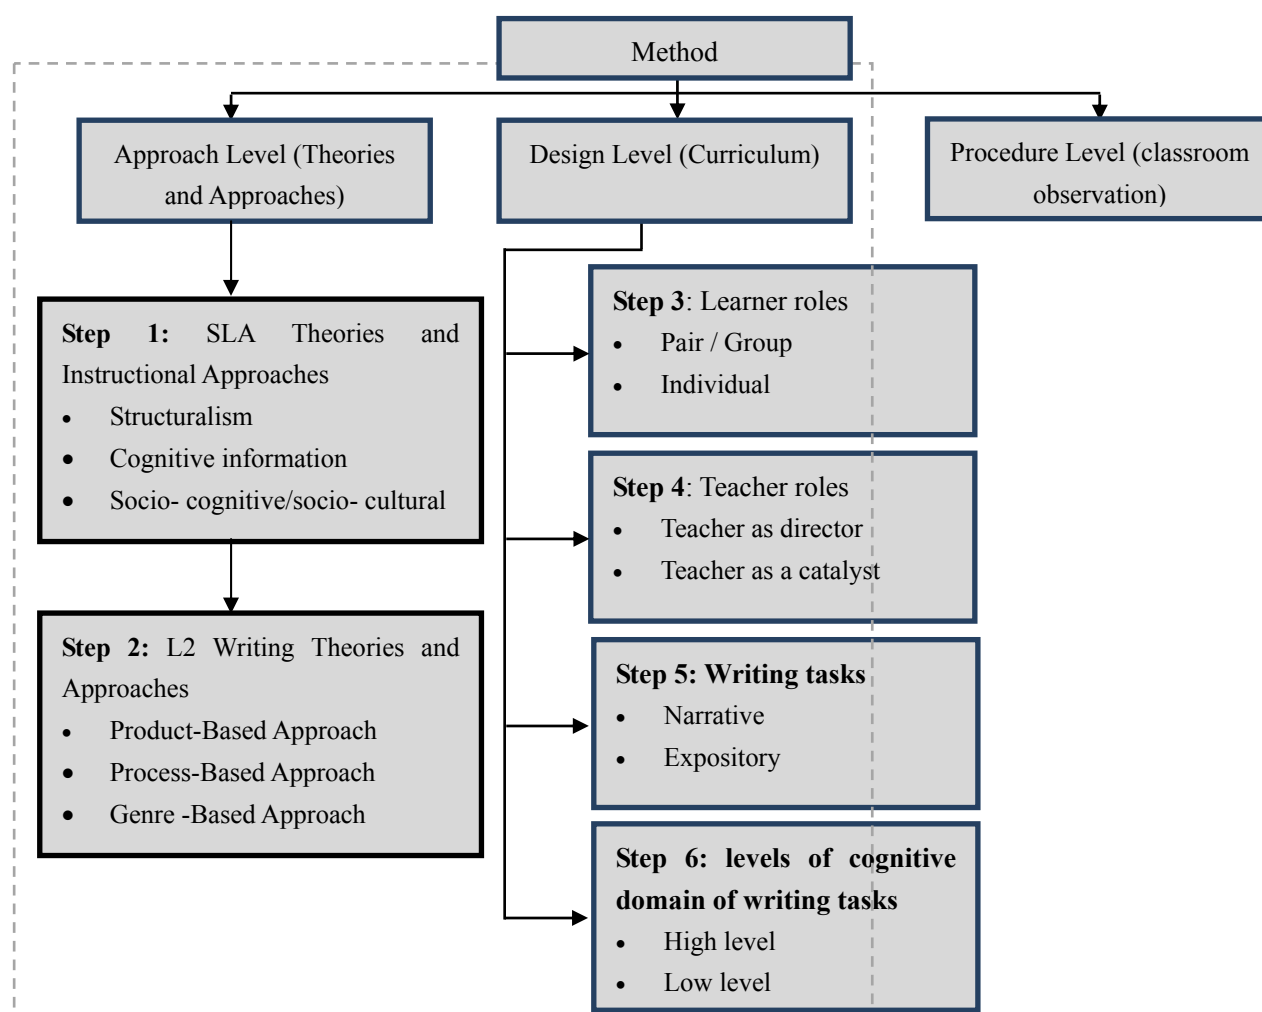 Method
Approach Level (Theories
and Approaches)
Design Level (Curriculum)
Procedure Level (classroom
observation)
Step 1: SLA Theories and
Instructional Approaches
• Structuralism
• Cognitive information
• Socio- cognitive/socio- cultural
Step 2: L2 Writing Theories and
Approaches
• Product-Based Approach
• Process-Based Approach
• Genre -Based Approach
Step 3: Learner roles
• Pair / Group
• Individual
Step 4: Teacher roles
• Teacher as director
• Teacher as a catalyst
Step 5: Writing tasks
• Narrative
• Expository
Step 6: levels of cognitive
domain of writing tasks
• High level
• Low level